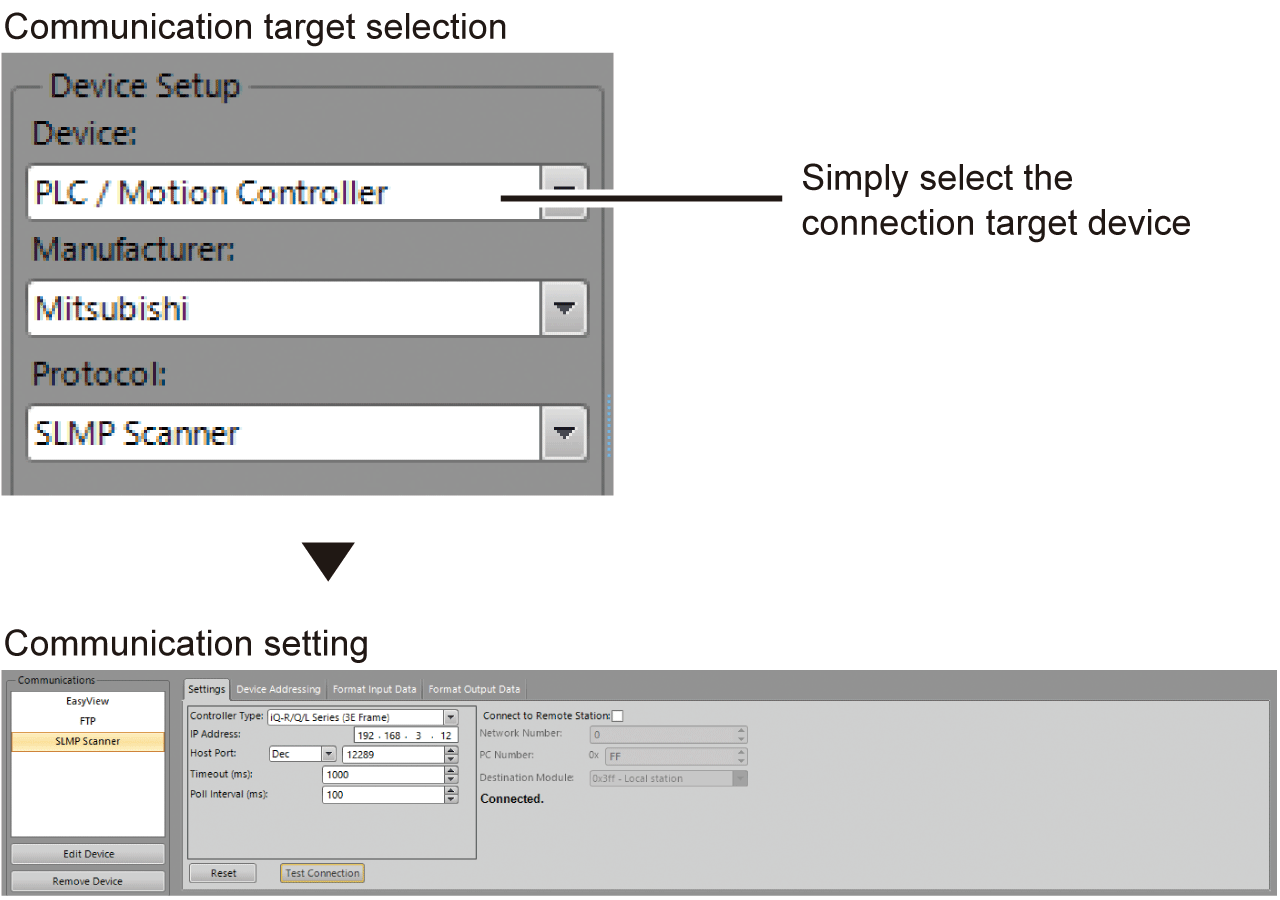 Communication target selection
Device Setup
Device:
PLC / Motion Controller
Simply select the
connection target device
Manufacturer:
Mitsubishi
Protocol:
SLMP Scanner
Communication setting
Communications
EasyView
FTP
SLMP Scanner
Edit Device
Remove Device
Settings Device Addressing Format Input Data Format Output Data
Controller Type: iQ-R/Q/L Series (3E Frame)
IP Address: 192 . 168 . 3 . 12
Host Port: Dec 12289
Timeout (ms): 1000
Poll Interval (ms): 100
Connect to Remote Station:
Network Number: 0
PC Number: 0x FF
Destination Module: 0x3ff - Local station
Connected.
Reset Test Connection